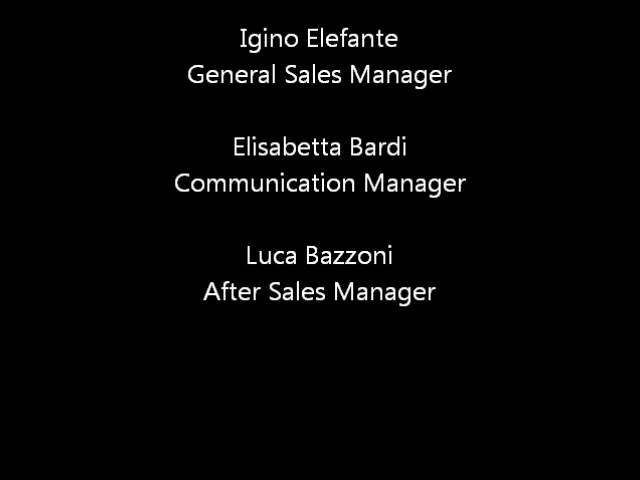 Igino Elefante
General Sales Manager
Elisabetta Bardi
Communication Manager
Luca Bazzoni
After Sales Manager